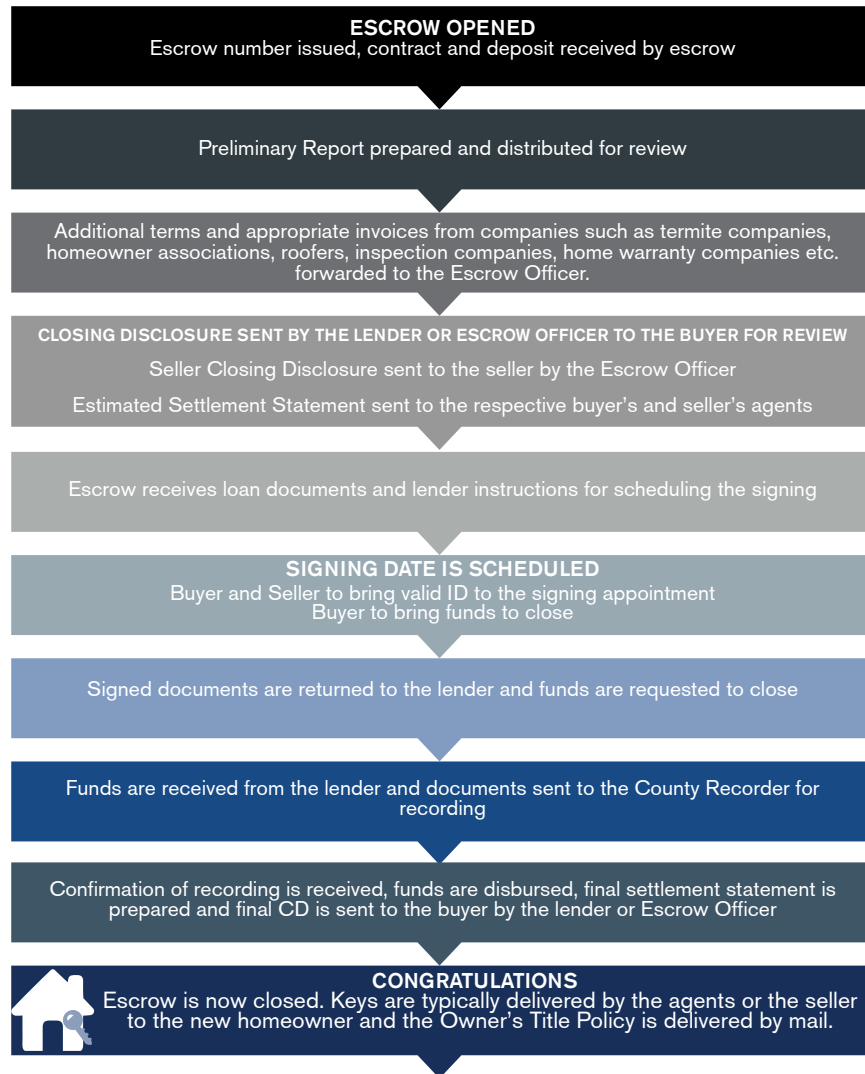 ESCROW OPENED
Escrow number issued, contract and deposit received by escrow
Preliminary Report prepared and distributed for review
Additional terms and appropriate invoices from companies such as termite companies,
homeowner associations, roofers, inspection companies, home warranty companies etc.
forwarded to the Escrow Officer.
CLOSING DISCLOSURE SENT BY THE LENDER OR ESCROW OFFICER TO THE BUYER FOR REVIEW
Seller Closing Disclosure sent to the seller by the Escrow Officer
Estimated Settlement Statement sent to the respective buyer's and seller's agents
Escrow receives loan documents and lender instructions for scheduling the signing
SIGNING DATE IS SCHEDULED
Buyer and Seller to bring valid ID to the signing appointment
Buyer to bring funds to close
Signed documents are returned to the lender and funds are requested to close
Funds are received from the lender and documents sent to the County Recorder for
recording
Confirmation of recording is received, funds are disbursed, final settlement statement is
prepared and final CD is sent to the buyer by the lender or Escrow Officer
CONGRATULATIONS
Escrow is now closed. Keys are typically delivered by the agents or the seller
to the new homeowner and the Owner's Title Policy is delivered by mail.